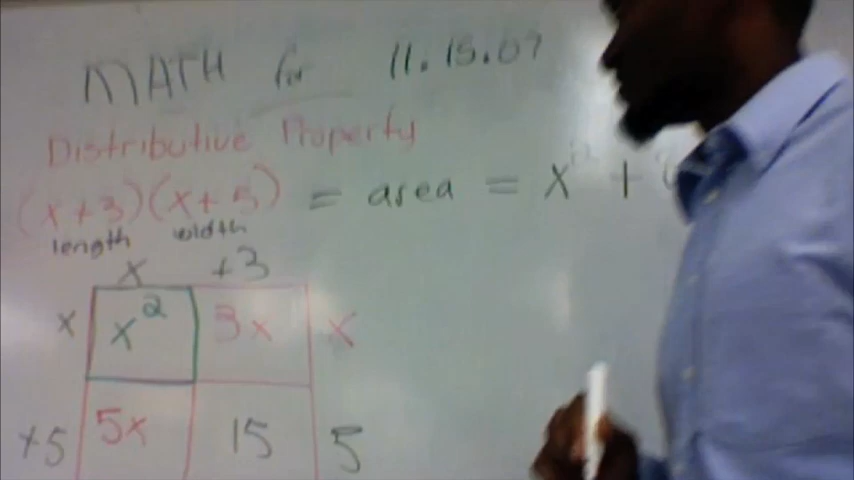 MATH for 11.15.07
Distributive Property
(x+3)(x+5) = area = x² +
length width
x +3
x x² 3x x
+5 5x 15 5